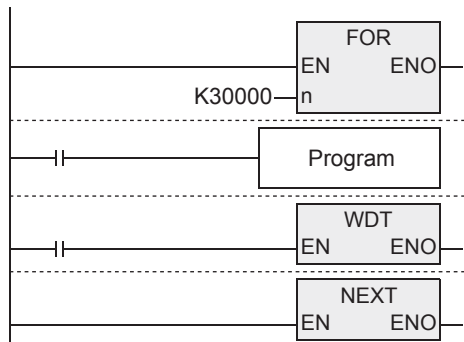 FOR
EN ENO
K30000 n
Program
WDT
EN ENO
NEXT
EN ENO